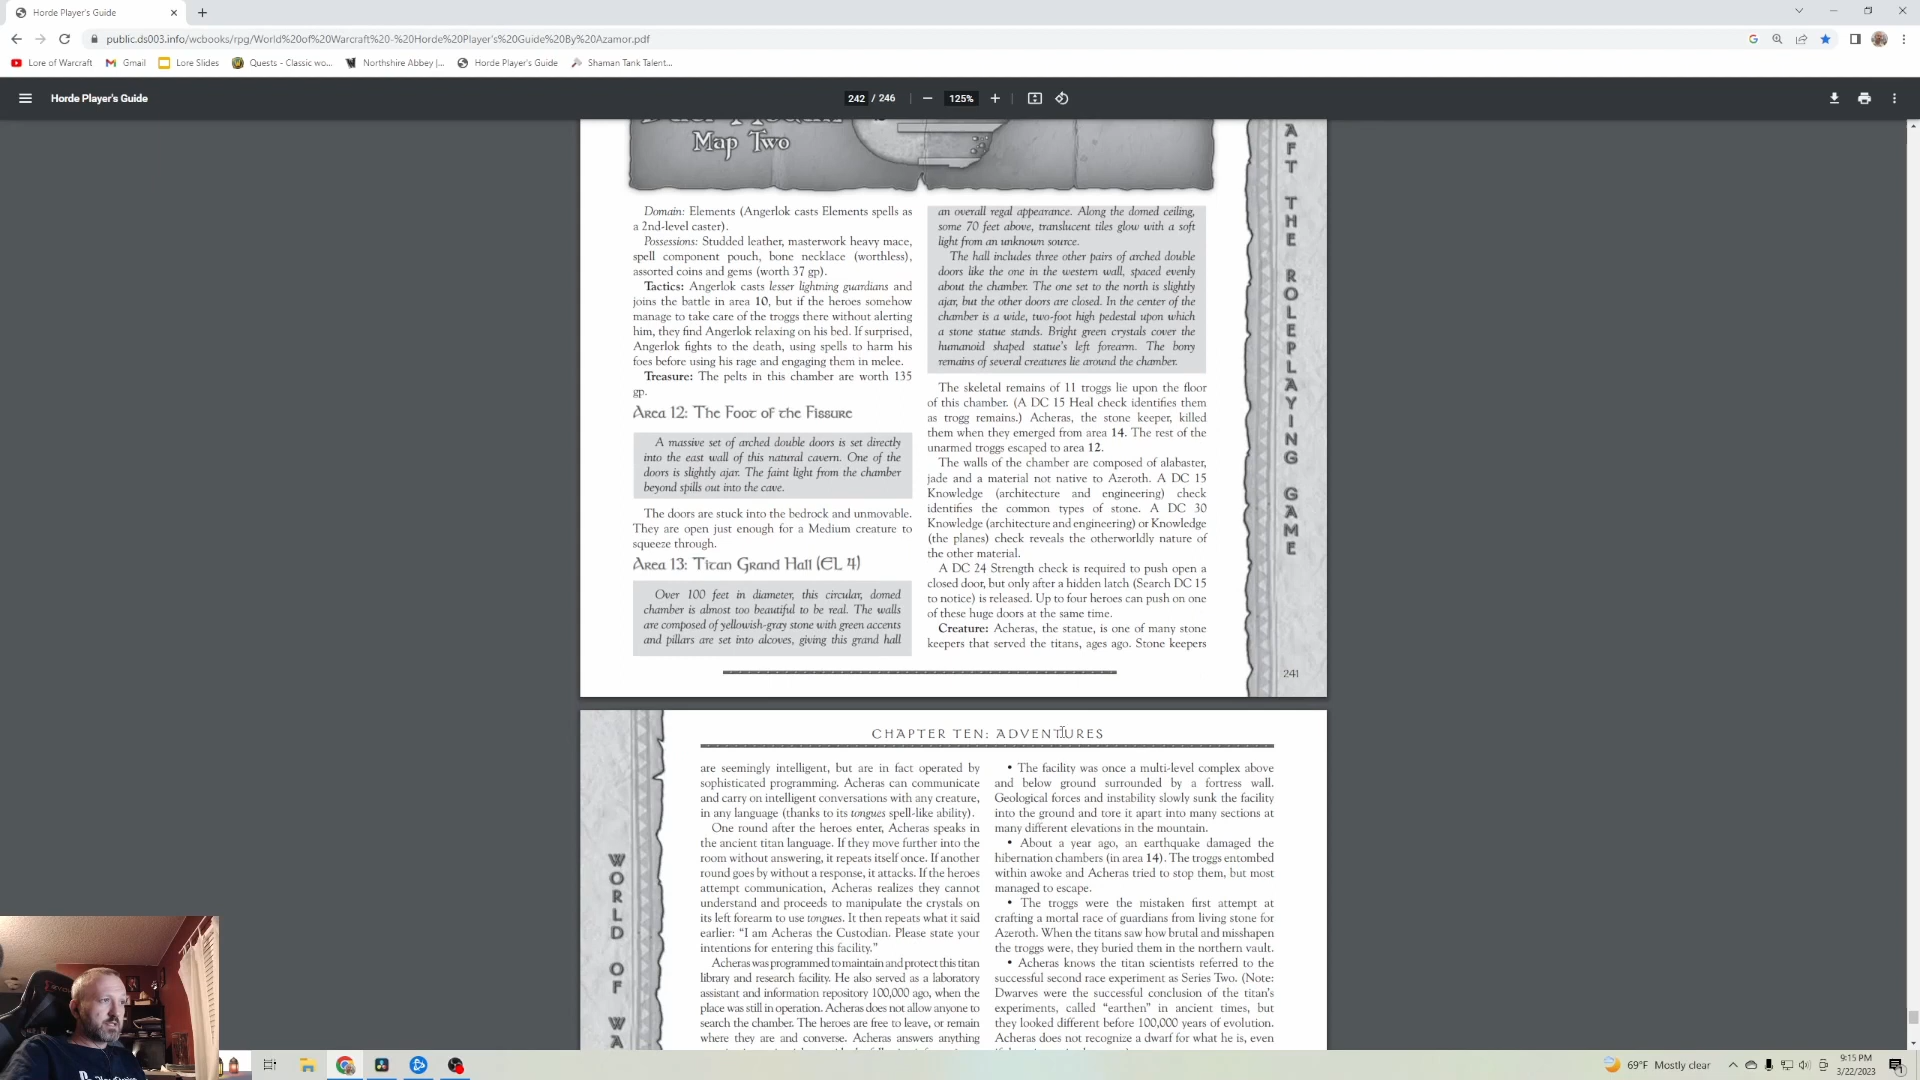 Horde Player's Guide
public.ds003.info/wcbooks/rpg/World%20of%20Warcraft%20-%20Horde%20Player's%20Guide%20By%20Azamor.pdf
Lore of Warcraft
Gmail
Lore Slides
Quests - Classic wo...
Northshire Abbey |...
Horde Player's Guide
Shaman Tank Talent...
Horde Player's Guide
242 / 246
125%
Map Two
Domain: Elements (Angerlok casts Elements spells as
a 2nd-level caster).
Possessions: Studded leather, masterwork heavy mace,
spell component pouch, bone necklace (worthless),
assorted coins and gems (worth 37 gp).
Tactics: Angerlok casts lesser lightning guardians and
joins the battle in area 10, but if the heroes somehow
manage to take care of the troggs there without alerting
him, they find Angerlok relaxing on his bed. If surprised,
Angerlok fights to the death, using spells to harm his
foes before using his rage and engaging them in melee.
Treasure: The pelts in this chamber are worth 135
gp.
Area 12: The Foot of the Fissure
A massive set of arched double doors is set directly
into the east wall of this natural cavern. One of the
doors is slightly ajar. The faint light from the chamber
beyond spills out into the cave.
The doors are stuck into the bedrock and unmovable.
They are open just enough for a Medium creature to
squeeze through.
Area 13: Titan Grand Hall (EL 4)
Over 100 feet in diameter, this circular, domed
chamber is almost too beautiful to be real. The walls
are composed of yellowish-gray stone with green accents
and pillars are set into alcoves, giving this grand hall
an overall regal appearance. Along the domed ceiling,
some 70 feet above, translucent tiles glow with a soft
light from an unknown source.
The hall includes three other pairs of arched double
doors like the one in the western wall, spaced evenly
about the chamber. The one set to the north is slightly
ajar, but the other doors are closed. In the center of the
chamber is a wide, two-foot high pedestal upon which
a stone statue stands. Bright green crystals cover the
humanoid shaped statue's left forearm. The bony
remains of several creatures lie around the chamber.
The skeletal remains of 11 troggs lie upon the floor
of this chamber. (A DC 15 Heal check identifies them
as trogg remains.) Acheras, the stone keeper, killed
them when they emerged from area 14. The rest of the
unarmed troggs escaped to area 12.
The walls of the chamber are composed of alabaster,
jade and a material not native to Azeroth. A DC 15
Knowledge (architecture and engineering) check
identifies the common types of stone. A DC 30
Knowledge (architecture and engineering) or Knowledge
(the planes) check reveals the otherworldly nature of
the other material.
A DC 24 Strength check is required to push open a
closed door, but only after a hidden latch (Search DC 15
to notice) is released. Up to four heroes can push on one
of these huge doors at the same time.
Creature: Acheras, the statue, is one of many stone
keepers that served the titans, ages ago. Stone keepers
AFT THE ROLEPLAYING GAME
241
CHAPTER TEN: ADVENTURES
are seemingly intelligent, but are in fact operated by
sophisticated programming. Acheras can communicate
and carry on intelligent conversations with any creature,
in any language (thanks to its tongues spell-like ability).
One round after the heroes enter, Acheras speaks in
the ancient titan language. If they move further into the
room without answering, it repeats itself once. If another
round goes by without a response, it attacks. If the heroes
attempt communication, Acheras realizes they cannot
understand and proceeds to manipulate the crystals on
its left forearm to use tongues. It then repeats what it said
earlier: "I am Acheras the Custodian. Please state your
intentions for entering this facility."
Acheras was programmed to maintain and protect this titan
library and research facility. He also served as a laboratory
assistant and information repository 100,000 ago, when the
place was still in operation. Acheras does not allow anyone to
search the chamber. The heroes are free to leave, or remain
where they are and converse. Acheras answers anything
• The facility was once a multi-level complex above
and below ground surrounded by a fortress wall.
Geological forces and instability slowly sunk the facility
into the ground and tore it apart into many sections at
many different elevations in the mountain.
• About a year ago, an earthquake damaged the
hibernation chambers (in area 14). The troggs entombed
within awoke and Acheras tried to stop them, but most
managed to escape.
• The troggs were the mistaken first attempt at
crafting a mortal race of guardians from living stone for
Azeroth. When the titans saw how brutal and misshapen
the troggs were, they buried them in the northern vault.
• Acheras knows the titan scientists referred to the
successful second race experiment as Series Two. (Note:
Dwarves were the successful conclusion of the titan's
experiments, called "earthen" in ancient times, but
they looked different before 100,000 years of evolution.
Acheras does not recognize a dwarf for what he is, even
WORLD OF WA
69°F Mostly clear
9:15 PM
3/22/2023